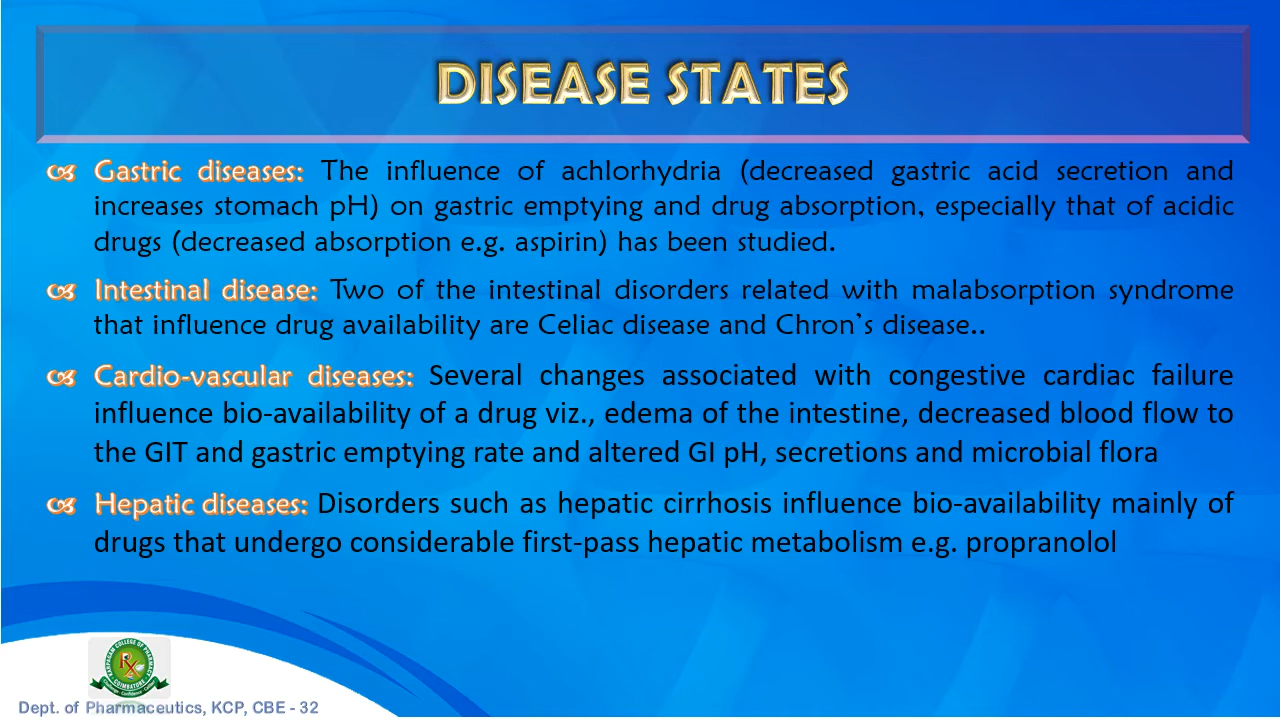 DISEASE STATES
Gastric diseases: The influence of achlorhydria (decreased gastric acid secretion and
increases stomach pH) on gastric emptying and drug absorption, especially that of acidic
drugs (decreased absorption e.g. aspirin) has been studied.
Intestinal disease: Two of the intestinal disorders related with malabsorption syndrome
that influence drug availability are Celiac disease and Chron’s disease..
Cardio-vascular diseases: Several changes associated with congestive cardiac failure
influence bio-availability of a drug viz., edema of the intestine, decreased blood flow to
the GIT and gastric emptying rate and altered GI pH, secretions and microbial flora
Hepatic diseases: Disorders such as hepatic cirrhosis influence bio-availability mainly of
drugs that undergo considerable first-pass hepatic metabolism e.g. propranolol
KARPAGAM COLLEGE OF PHARMACY
Rx
COIMBATORE
Dept. of Pharmaceutics, KCP, CBE - 32